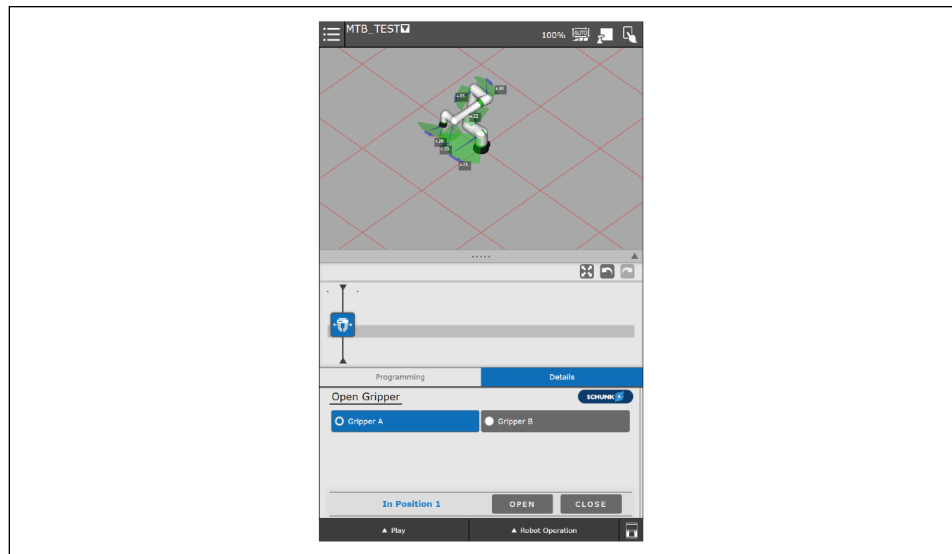 MTB_TEST
100%
AUTO
Programming
Details
Open Gripper
SCHUNK
Gripper A
Gripper B
In Position 1
OPEN
CLOSE
▲ Play
▲ Robot Operation